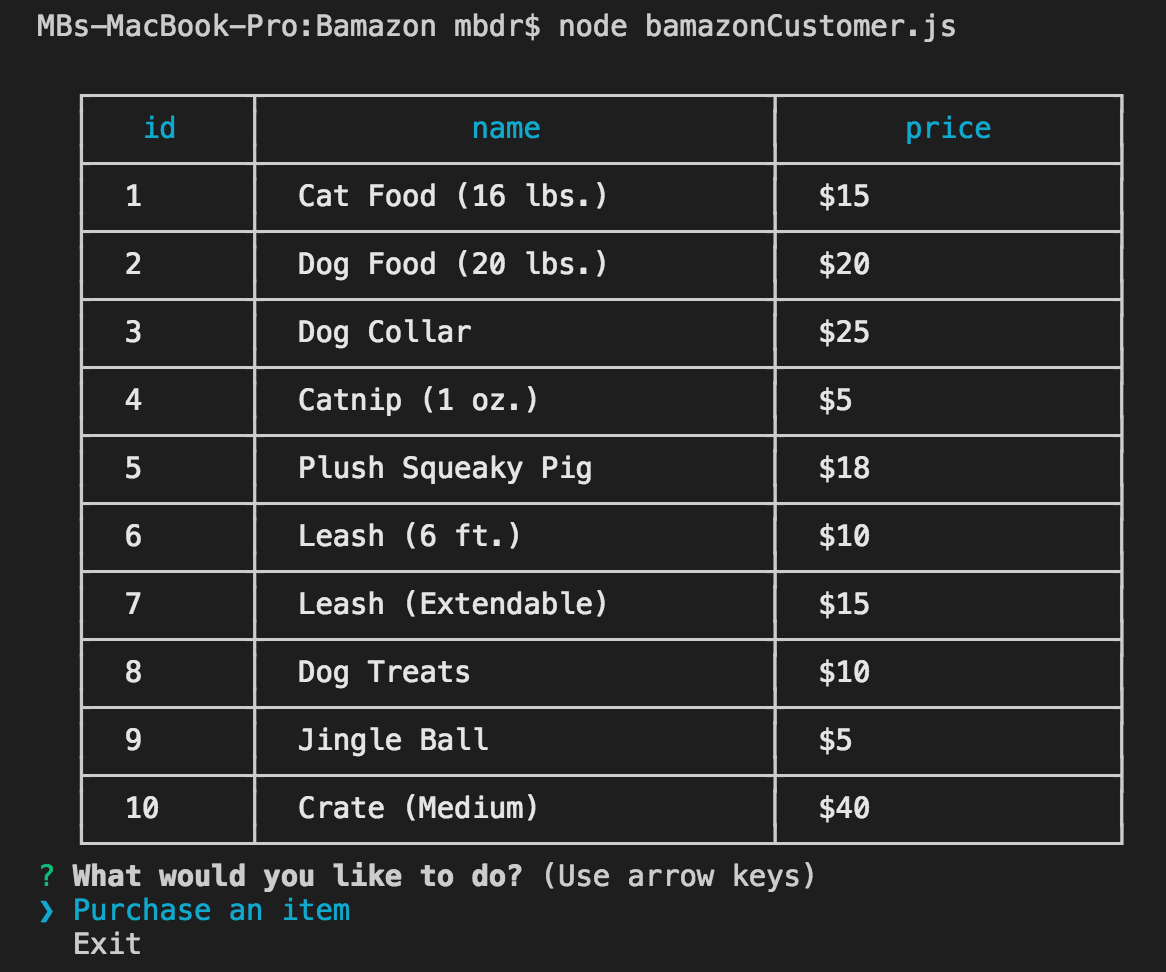 MBs-MacBook-Pro:Bamazon mbdr$ node bamazonCustomer.js
id name price
1 Cat Food (16 lbs.) $15
2 Dog Food (20 lbs.) $20
3 Dog Collar $25
4 Catnip (1 oz.) $5
5 Plush Squeaky Pig $18
6 Leash (6 ft.) $10
7 Leash (Extendable) $15
8 Dog Treats $10
9 Jingle Ball $5
10 Crate (Medium) $40
? What would you like to do? (Use arrow keys)
❯ Purchase an item
Exit